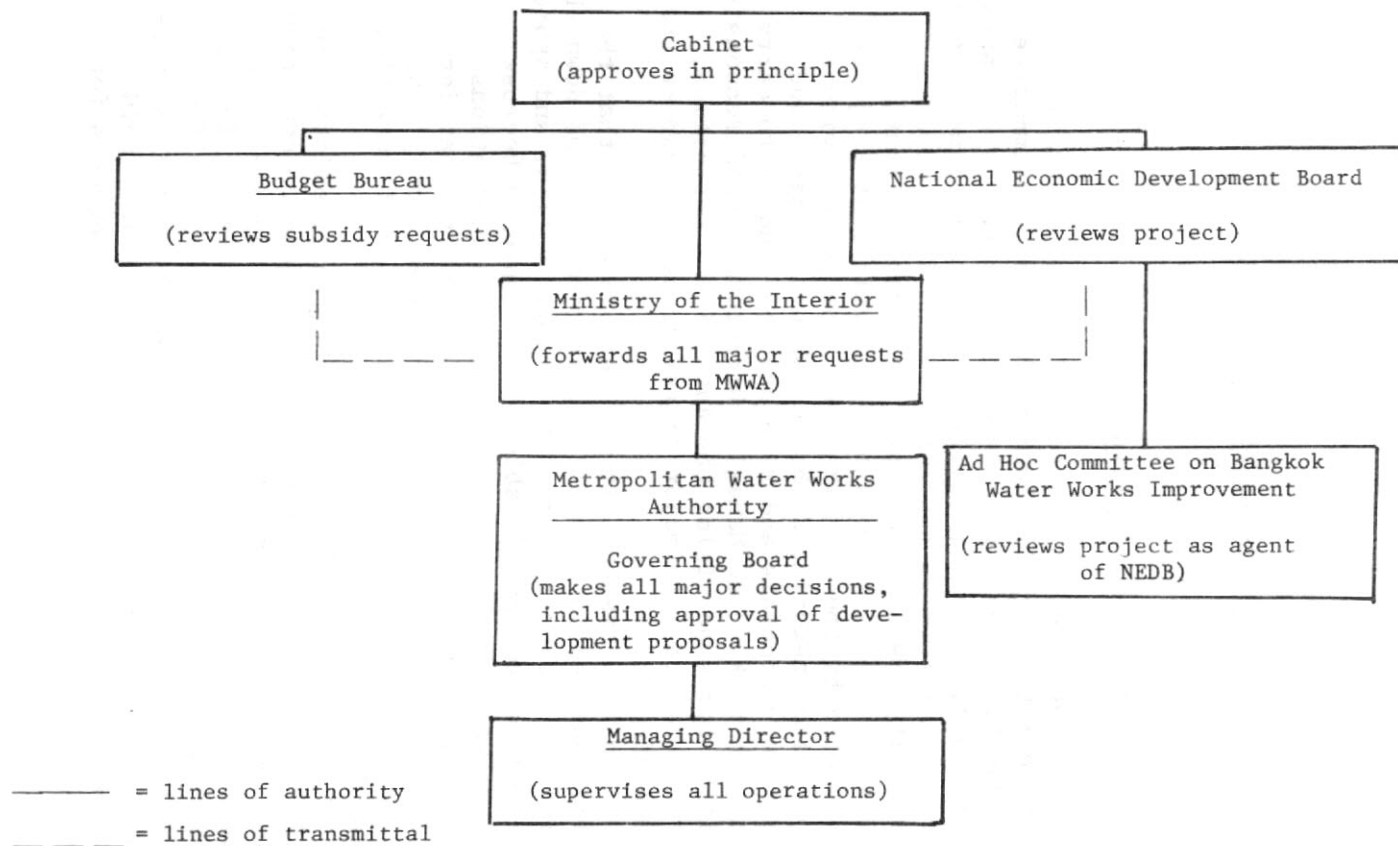 Cabinet
(approves in principle)
Budget Bureau
(reviews subsidy requests)
National Economic Development Board
(reviews project)
Ministry of the Interior
(forwards all major requests
from MWWA)
Metropolitan Water Works
Authority
Governing Board
(makes all major decisions,
including approval of deve-
lopment proposals)
Ad Hoc Committee on Bangkok
Water Works Improvement
(reviews project as agent
of NEDB)
Managing Director
(supervises all operations)
= lines of authority
= lines of transmittal